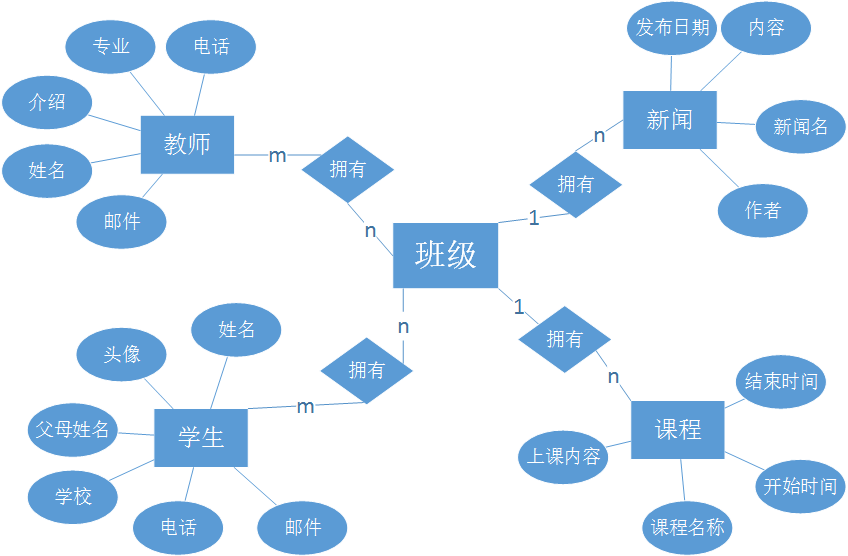 专业
电话
介绍
教师
姓名
邮件
m
拥有
n
发布日期
内容
新闻
新闻名
作者
n
拥有
1
班级
n
拥有
m
姓名
头像
父母姓名
学生
学校
电话
邮件
1
拥有
n
结束时间
课程
上课内容
开始时间
课程名称